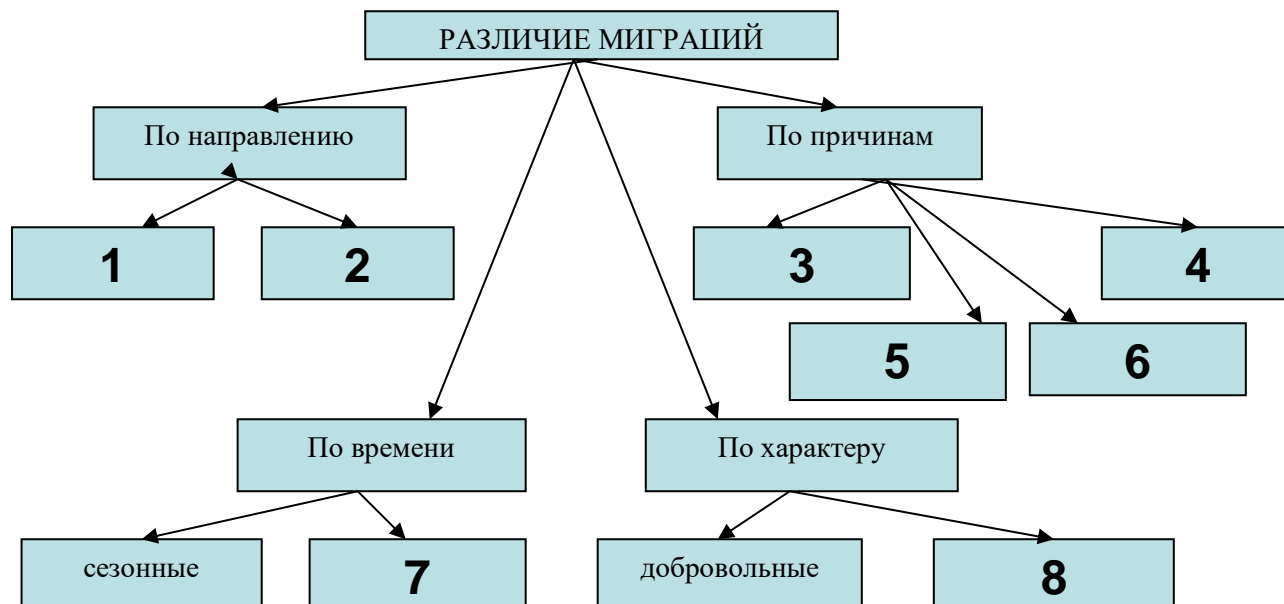 РАЗЛИЧИЕ МИГРАЦИЙ
По направлению
По причинам
1
2
3
4
5
6
По времени
По характеру
сезонные
7
добровольные
8